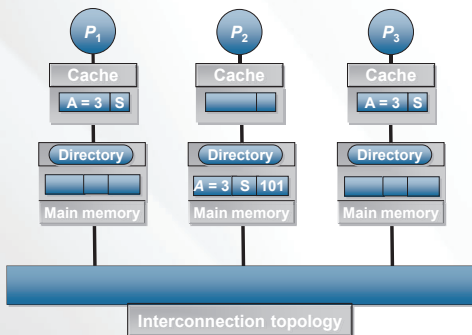 P1 P2 P3
Cache Cache Cache
A = 3 S A = 3 S
Directory Directory Directory
A = 3 S 101
Main memory Main memory Main memory
Interconnection topology